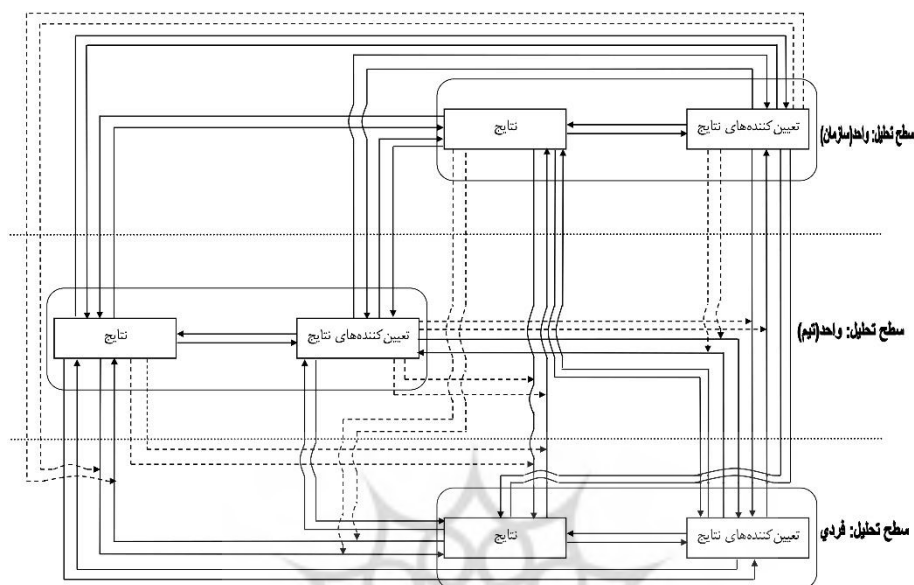 تعیین‌کننده‌های نتایج
نتایج
سطح تحلیل: واحد(سازمان)
تعیین‌کننده‌های نتایج
نتایج
سطح تحلیل: واحد(تیم)
تعیین‌کننده‌های نتایج
نتایج
سطح تحلیل: فردي